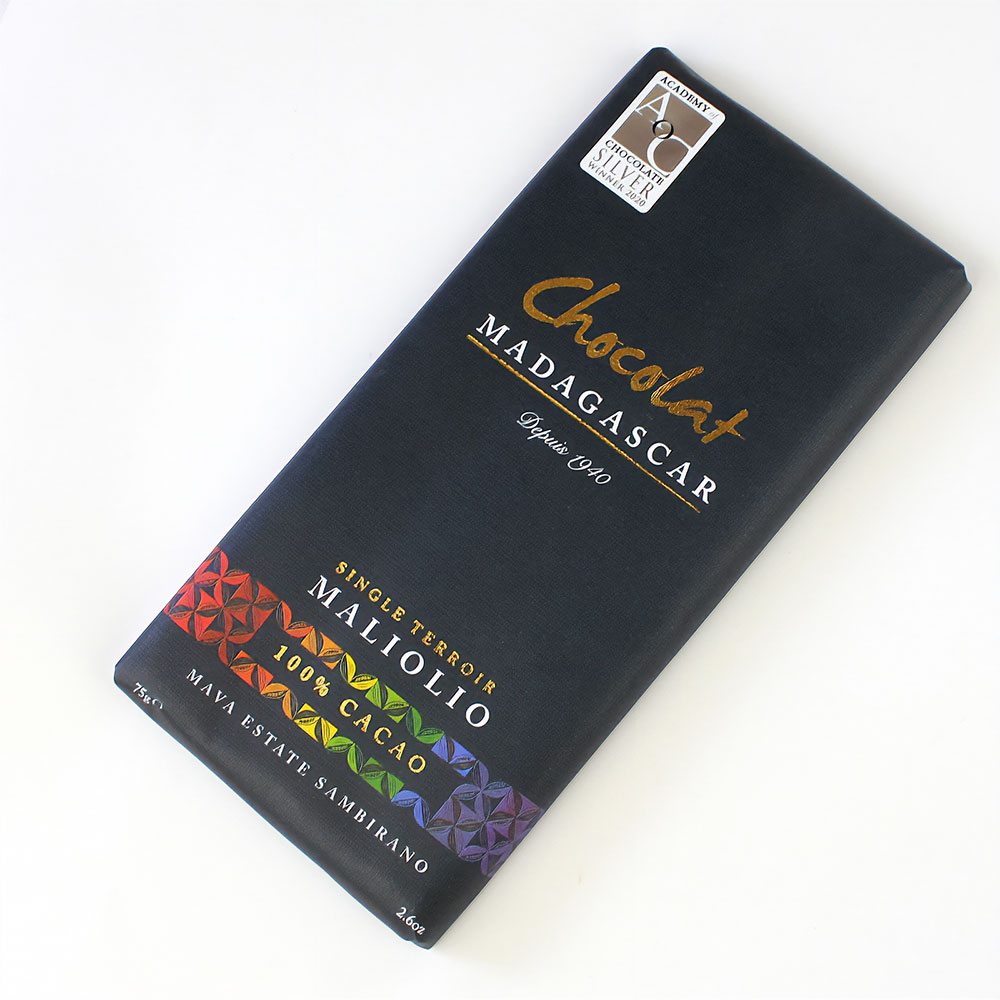 ACADEMY of
AoC
CHOCOLATE
SILVER
WINNER 2020
Chocolat
MADAGASCAR
Depuis 1940
SINGLE TERROIR
MALIOLIO
100% CACAO
MAVA ESTATE SAMBIRANO
75g
2.6oz